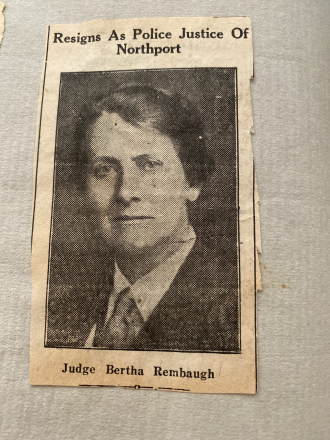 Resigns As Police Justice Of
Northport
Judge Bertha Rembaugh